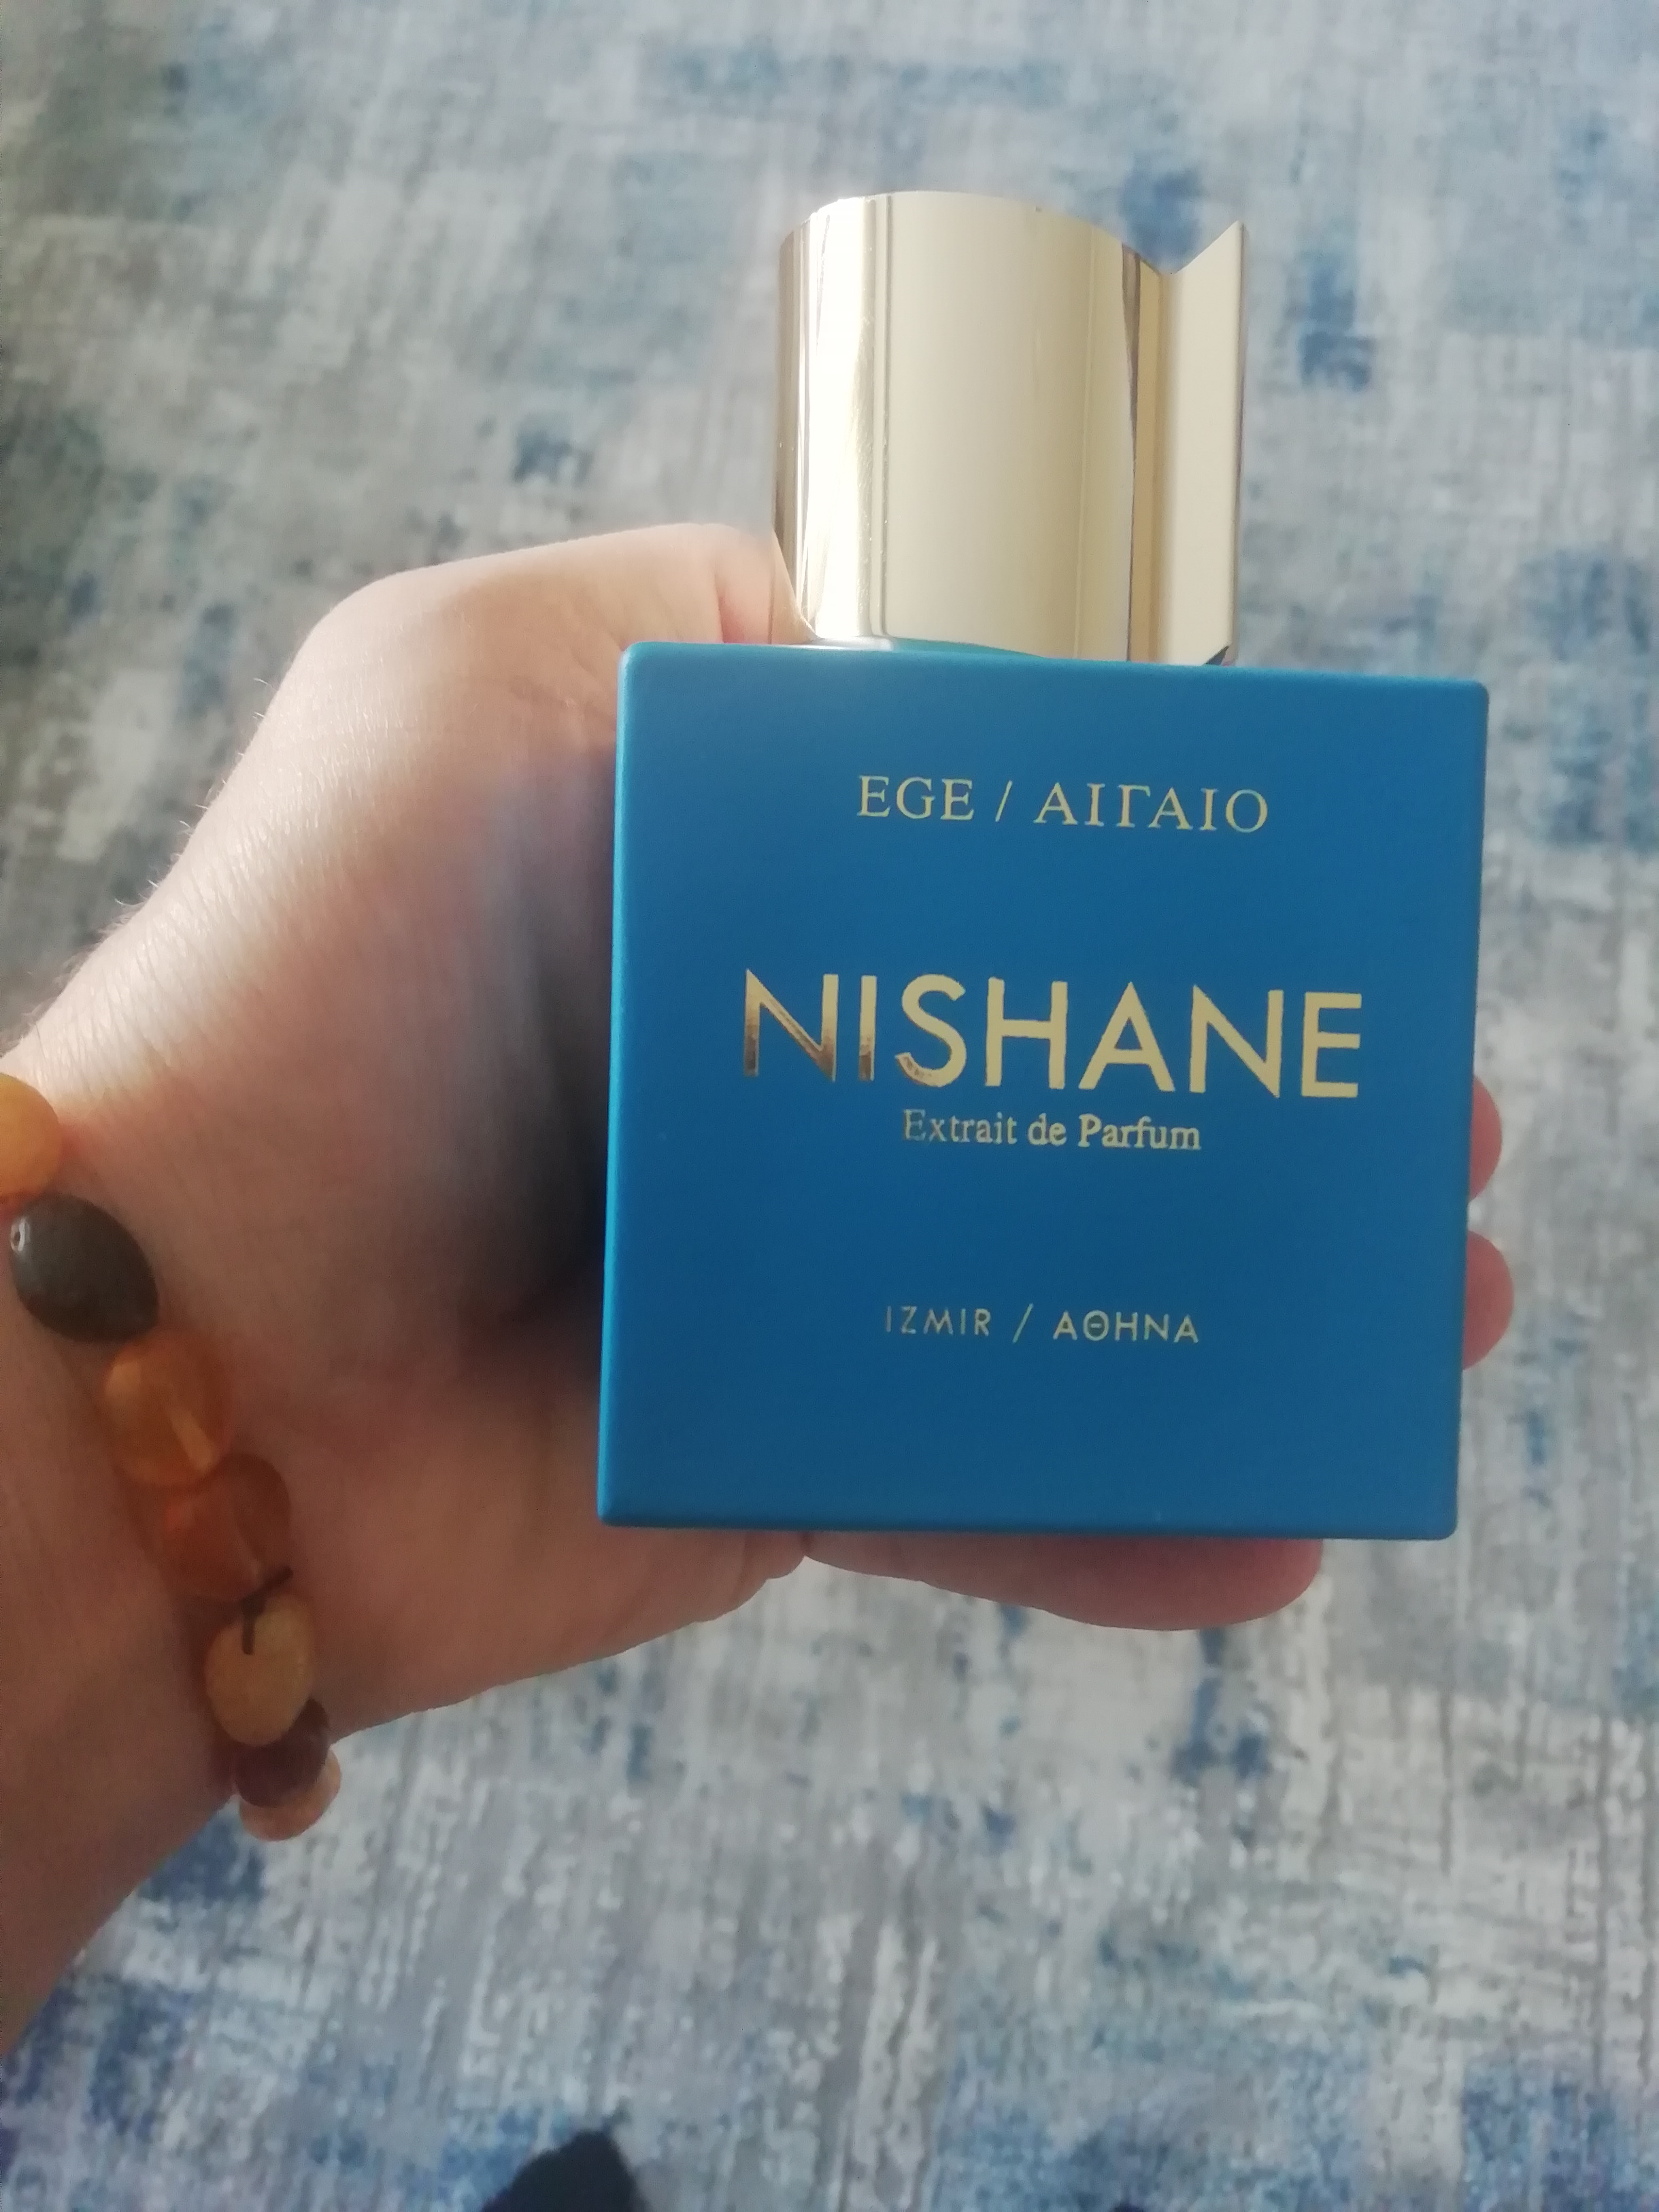 EGE / ΑΙΓΑΙΟ
NISHANE
Extrait de Parfum
IZMIR / ΑΘΗΝΑ